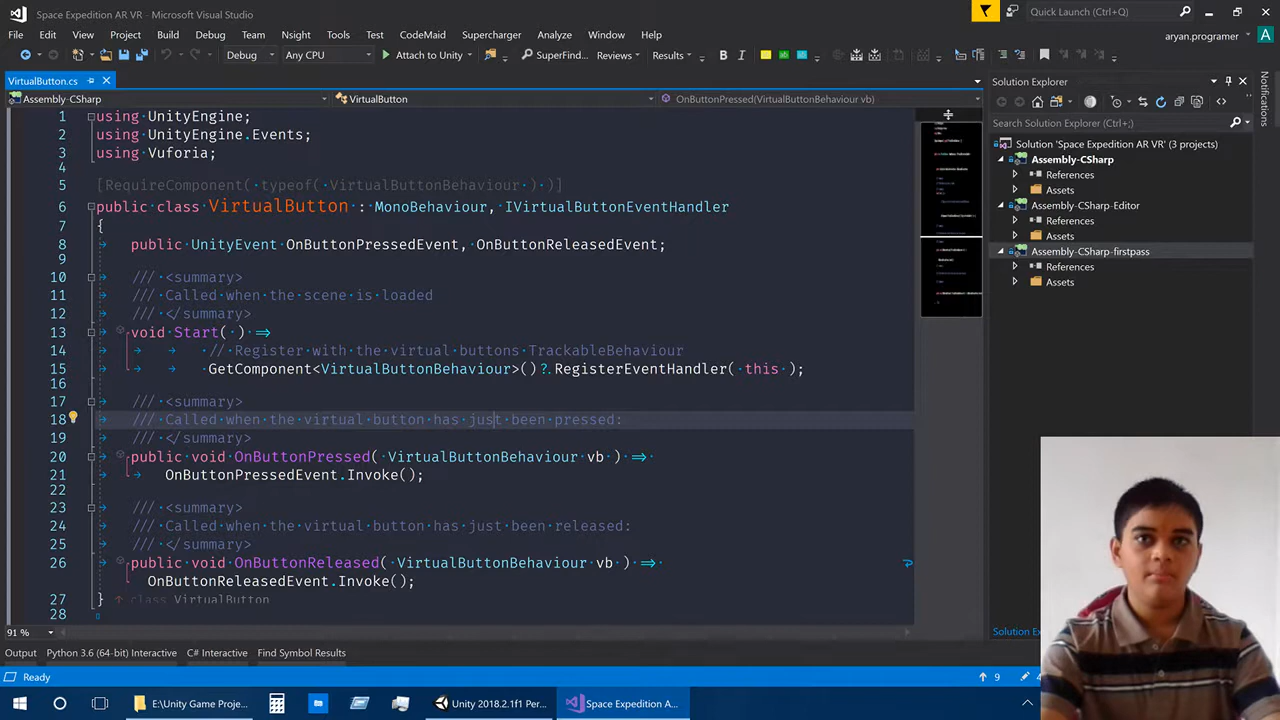 Space Expedition AR VR - Microsoft Visual Studio
Quick Launch (Ctrl+Q)
File Edit View Project Build Debug Team Nsight Tools Test CodeMaid Supercharger Analyze Window Help
aryan.programer A
Debug Any CPU Attach to Unity SuperFind... Reviews Results B I
VirtualButton.cs
Assembly-CSharp VirtualButton OnButtonPressed(VirtualButtonBehaviour vb)
1 using UnityEngine;
2 using UnityEngine.Events;
3 using Vuforia;
4
5 [RequireComponent( typeof( VirtualButtonBehaviour ) )]
6 public class VirtualButton : MonoBehaviour, IVirtualButtonEventHandler
7 {
8 public UnityEvent OnButtonPressedEvent, OnButtonReleasedEvent;
9
10 /// <summary>
11 /// Called when the scene is loaded
12 /// </summary>
13 void Start( ) =>
14 // Register with the virtual buttons TrackableBehaviour
15 GetComponent<VirtualButtonBehaviour>()?.RegisterEventHandler( this );
16
17 /// <summary>
18 /// Called when the virtual button has just been pressed:
19 /// </summary>
20 public void OnButtonPressed( VirtualButtonBehaviour vb ) =>
21 OnButtonPressedEvent.Invoke();
22
23 /// <summary>
24 /// Called when the virtual button has just been released:
25 /// </summary>
26 public void OnButtonReleased( VirtualButtonBehaviour vb ) =>
OnButtonReleasedEvent.Invoke();
27 } class VirtualButton
28
91 %
Solution Explorer
Search Solution Explorer (Ctrl+;)
Solution 'Space Expedition AR VR' (3 projects)
Assembly-CSharp
References
Assets
Assembly-CSharp-Editor
References
Assets
Assembly-CSharp-firstpass
References
Assets
Notifications
Solution Ex
Python 3.6 (64-bit) Interactive C# Interactive Find Symbol Results
Ready 9 4
E:\Unity Game Proje... Unity 2018.2.1f1 Per... Space Expedition A...